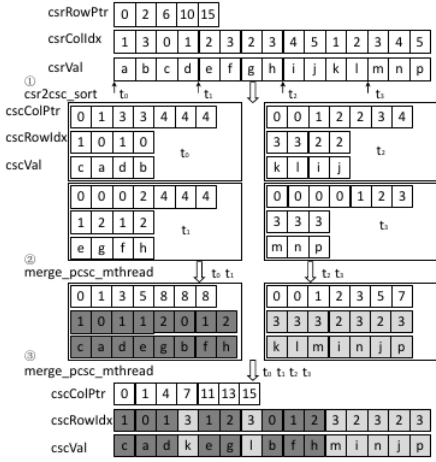 csrRowPtr 0 2 6 10 15
csrColIdx 1 3 0 1 2 3 2 3 4 5 1 2 3 4 5
csrVal a b c d e f g h i j k l m n p
①
csr2csc_sort t₀ t₁ t₂ t₃
cscColPtr 0 1 3 3 4 4 4 0 0 1 2 2 3 4
cscRowIdx 1 0 1 0 3 3 2 2
t₀ t₂
cscVal c a d b k l i j
0 0 0 2 4 4 4 0 0 0 0 1 2 3
1 2 1 2 3 3 3
t₁ t₃
e g f h m n p
②
merge_pcsc_mthread t₀ t₁ t₂ t₃
0 1 3 5 8 8 8 0 0 1 2 3 5 7
1 0 1 1 2 0 1 2 3 3 3 2 3 2 3
c a d e g b f h k l m i n j p
③
merge_pcsc_mthread t₀ t₁ t₂ t₃
cscColPtr 0 1 4 7 11 13 15
cscRowIdx 1 0 1 3 1 2 3 0 1 2 3 2 3 2 3
cscVal c a d k e g l b f h m i n j p